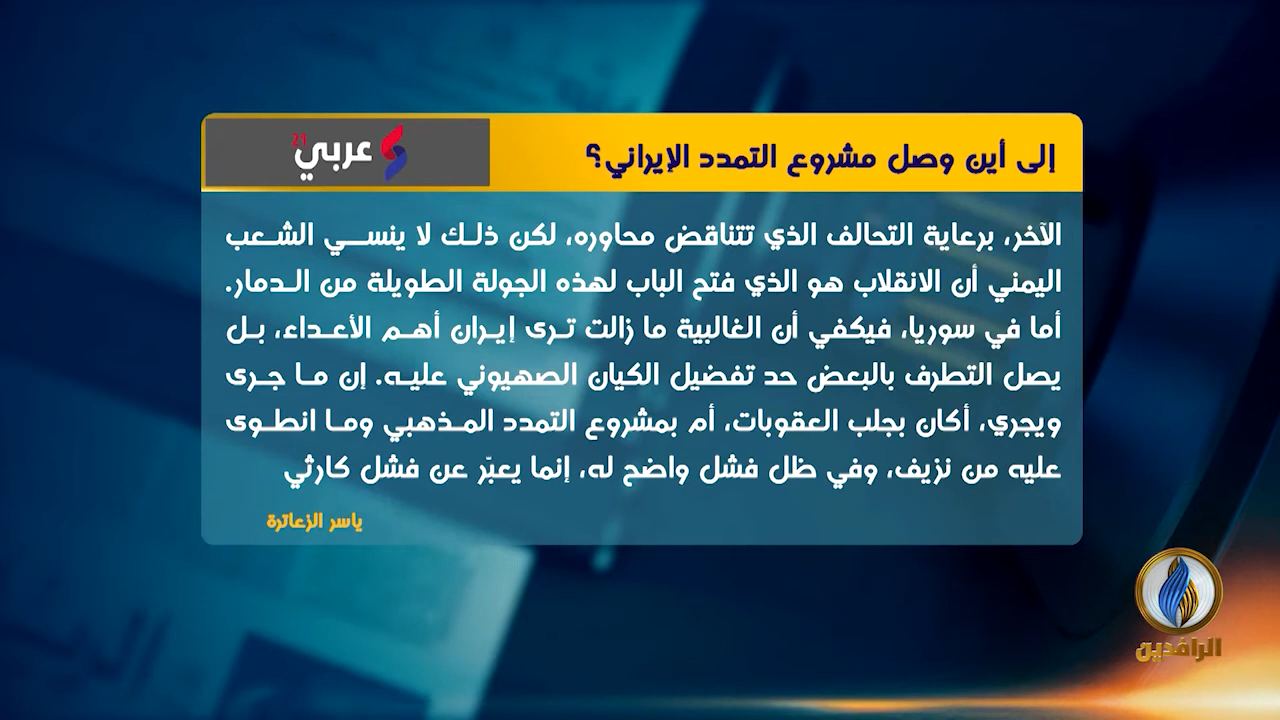 إلى أين وصل مشروع التمدد الإيراني؟
عربي 21
الآخر، برعاية التحالف الذي تتناقض محاوره، لكن ذلك لا ينسي الشعب
اليمني أن الانقلاب هو الذي فتح الباب لهذه الجولة الطويلة من الدمار.
أما في سوريا، فيكفي أن الغالبية ما زالت ترى إيران أهم الأعداء، بل
يصل التطرف بالبعض حد تفضيل الكيان الصهيوني عليه. إن ما جرى
ويجري، أكان بجلب العقوبات، أم بمشروع التمدد المذهبي وما انطوى
عليه من نزيف، وفي ظل فشل واضح له، إنما يعبّر عن فشل كارثي
ياسر الزعاترة
الرافدين